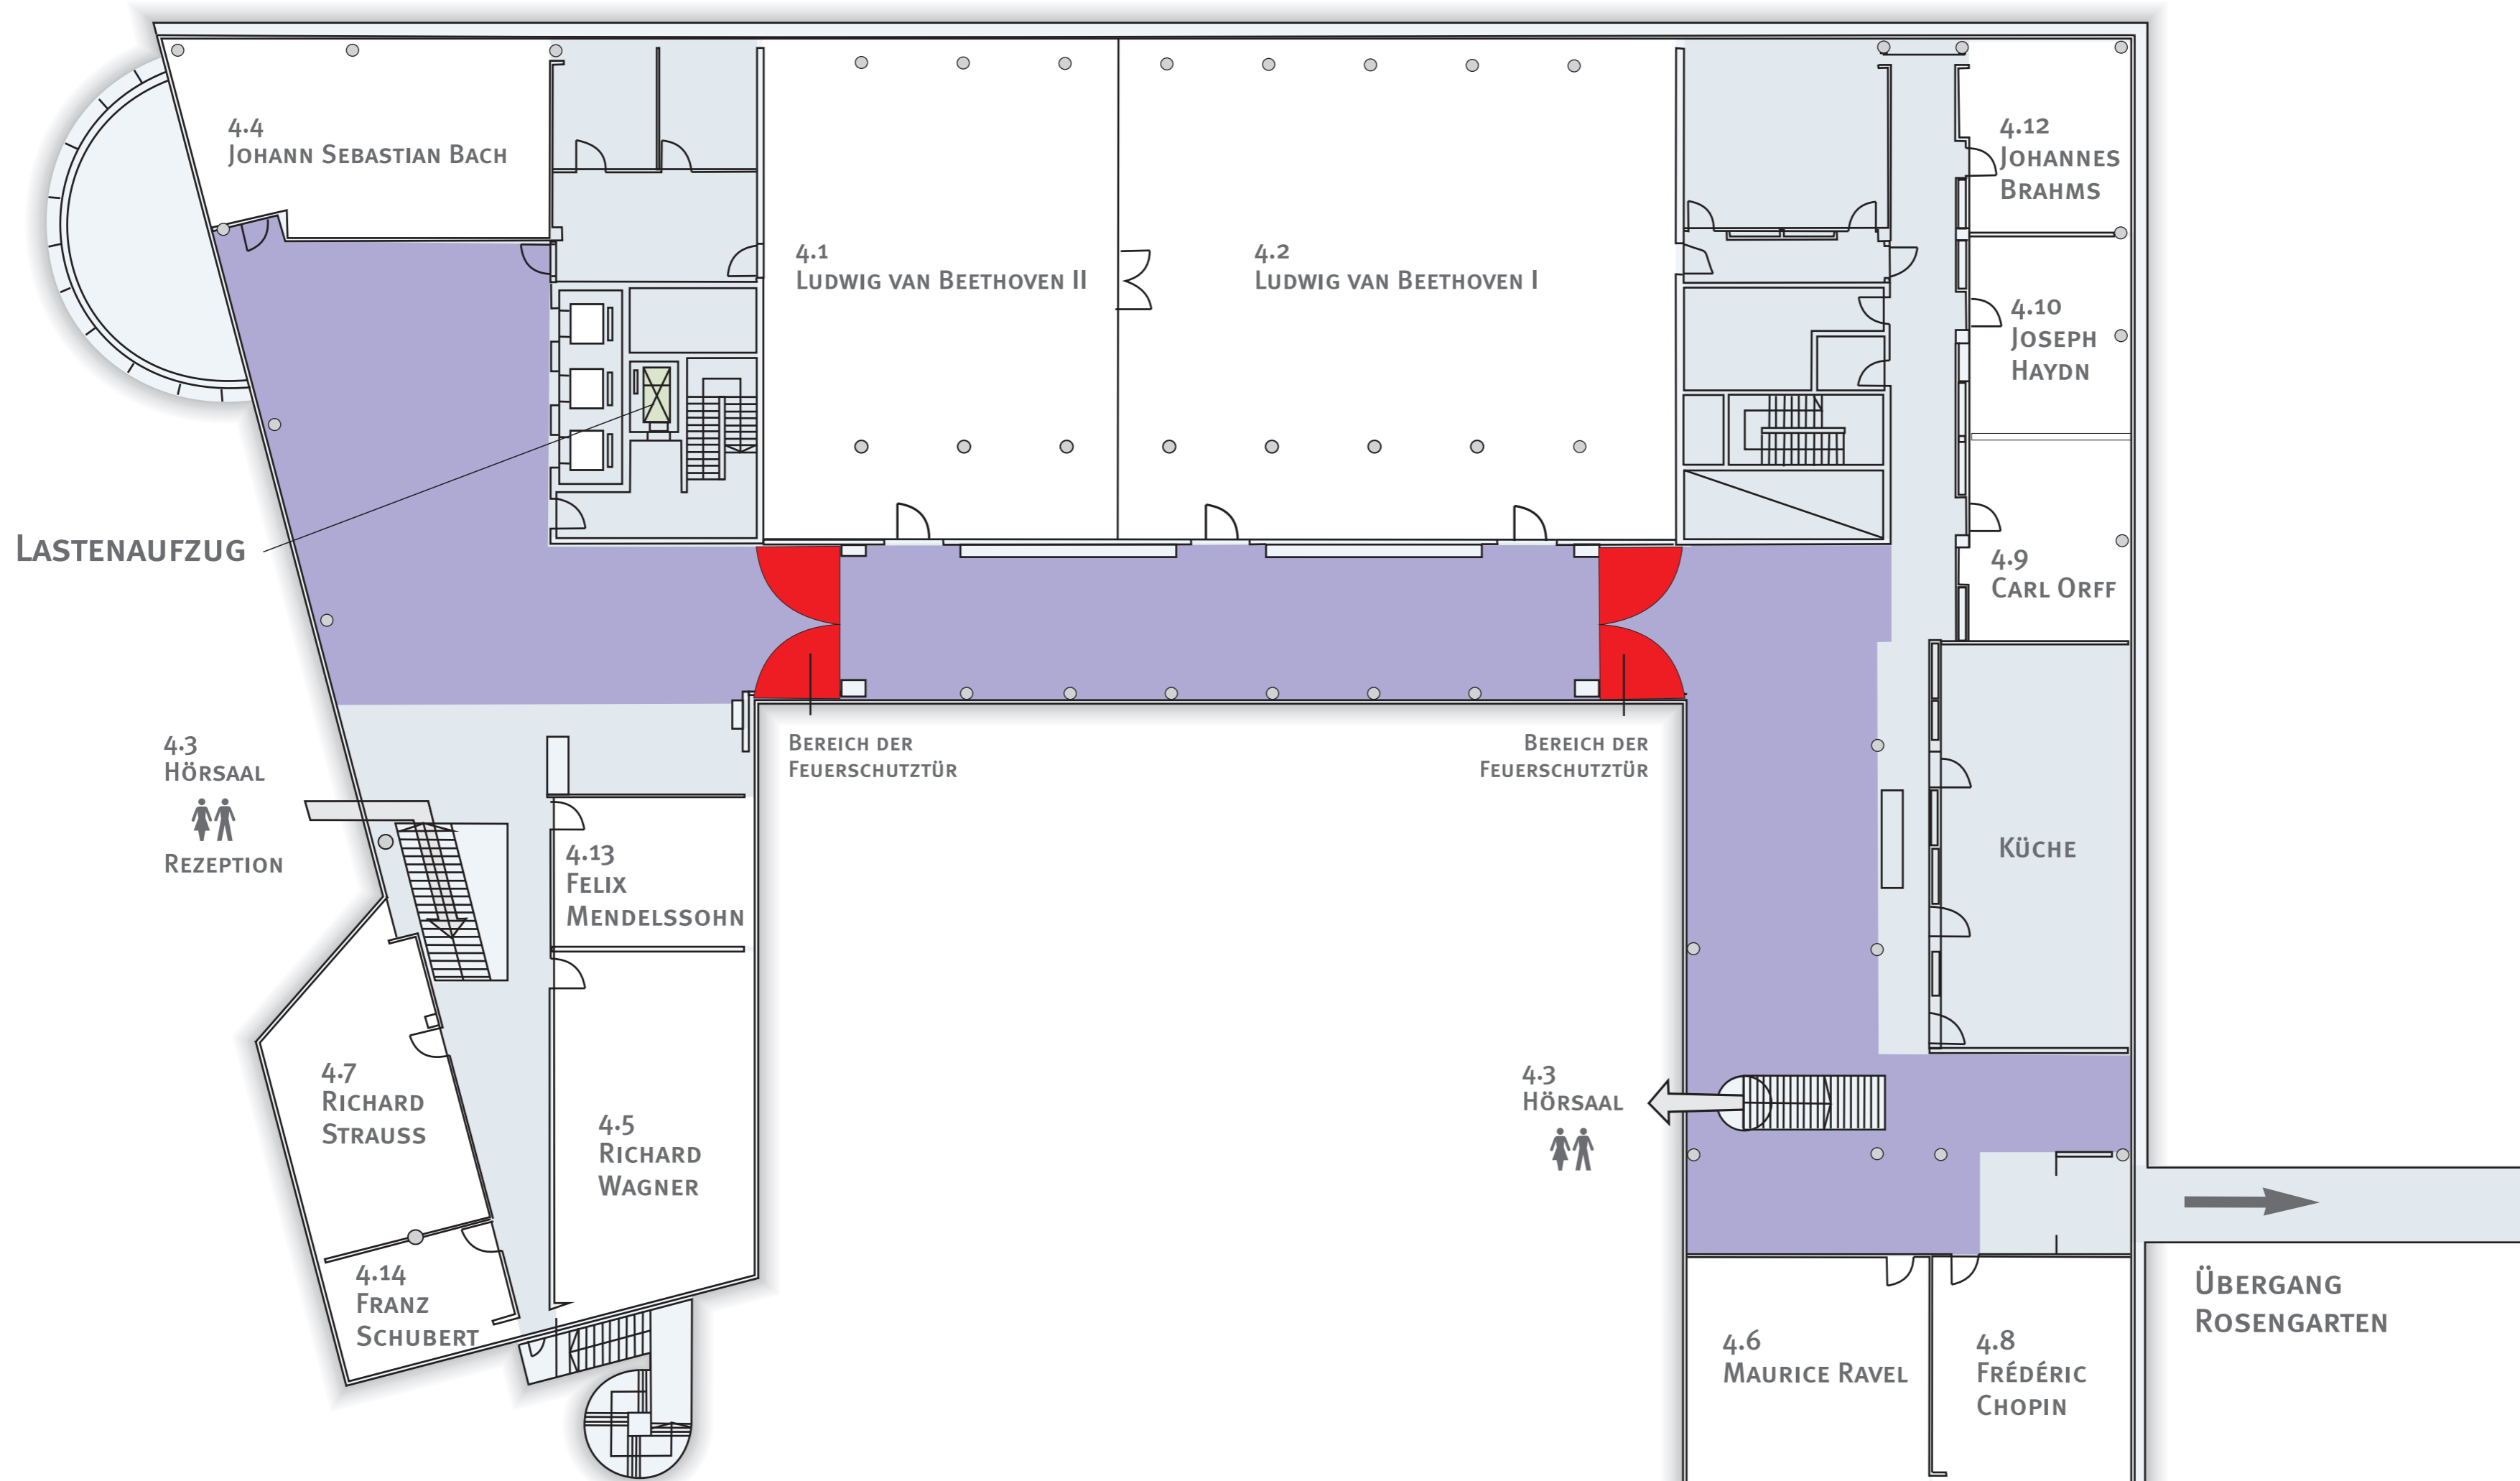 4.4
Johann Sebastian Bach
4.1
Ludwig van Beethoven II
4.2
Ludwig van Beethoven I
4.12
Johannes
Brahms
4.10
Joseph
Haydn
4.9
Carl Orff
Lastenaufzug
4.3
Hörsaal
Rezeption
Bereich der
Feuerschutztür
Bereich der
Feuerschutztür
4.13
Felix
Mendelssohn
Küche
4.7
Richard
Strauss
4.5
Richard
Wagner
4.3
Hörsaal
4.14
Franz
Schubert
4.6
Maurice Ravel
4.8
Frédéric
Chopin
Übergang
Rosengarten